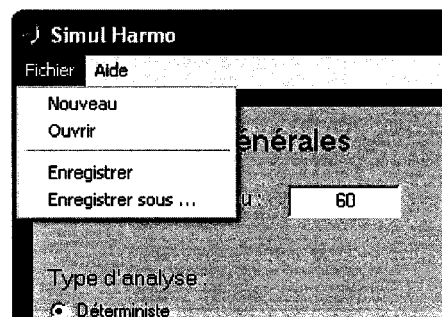 Simul Harmo
Fichier Aide
Nouveau
Ouvrir
énérales
Enregistrer
Enregistrer sous ...
u : 60
Type d'analyse :
Déterministe